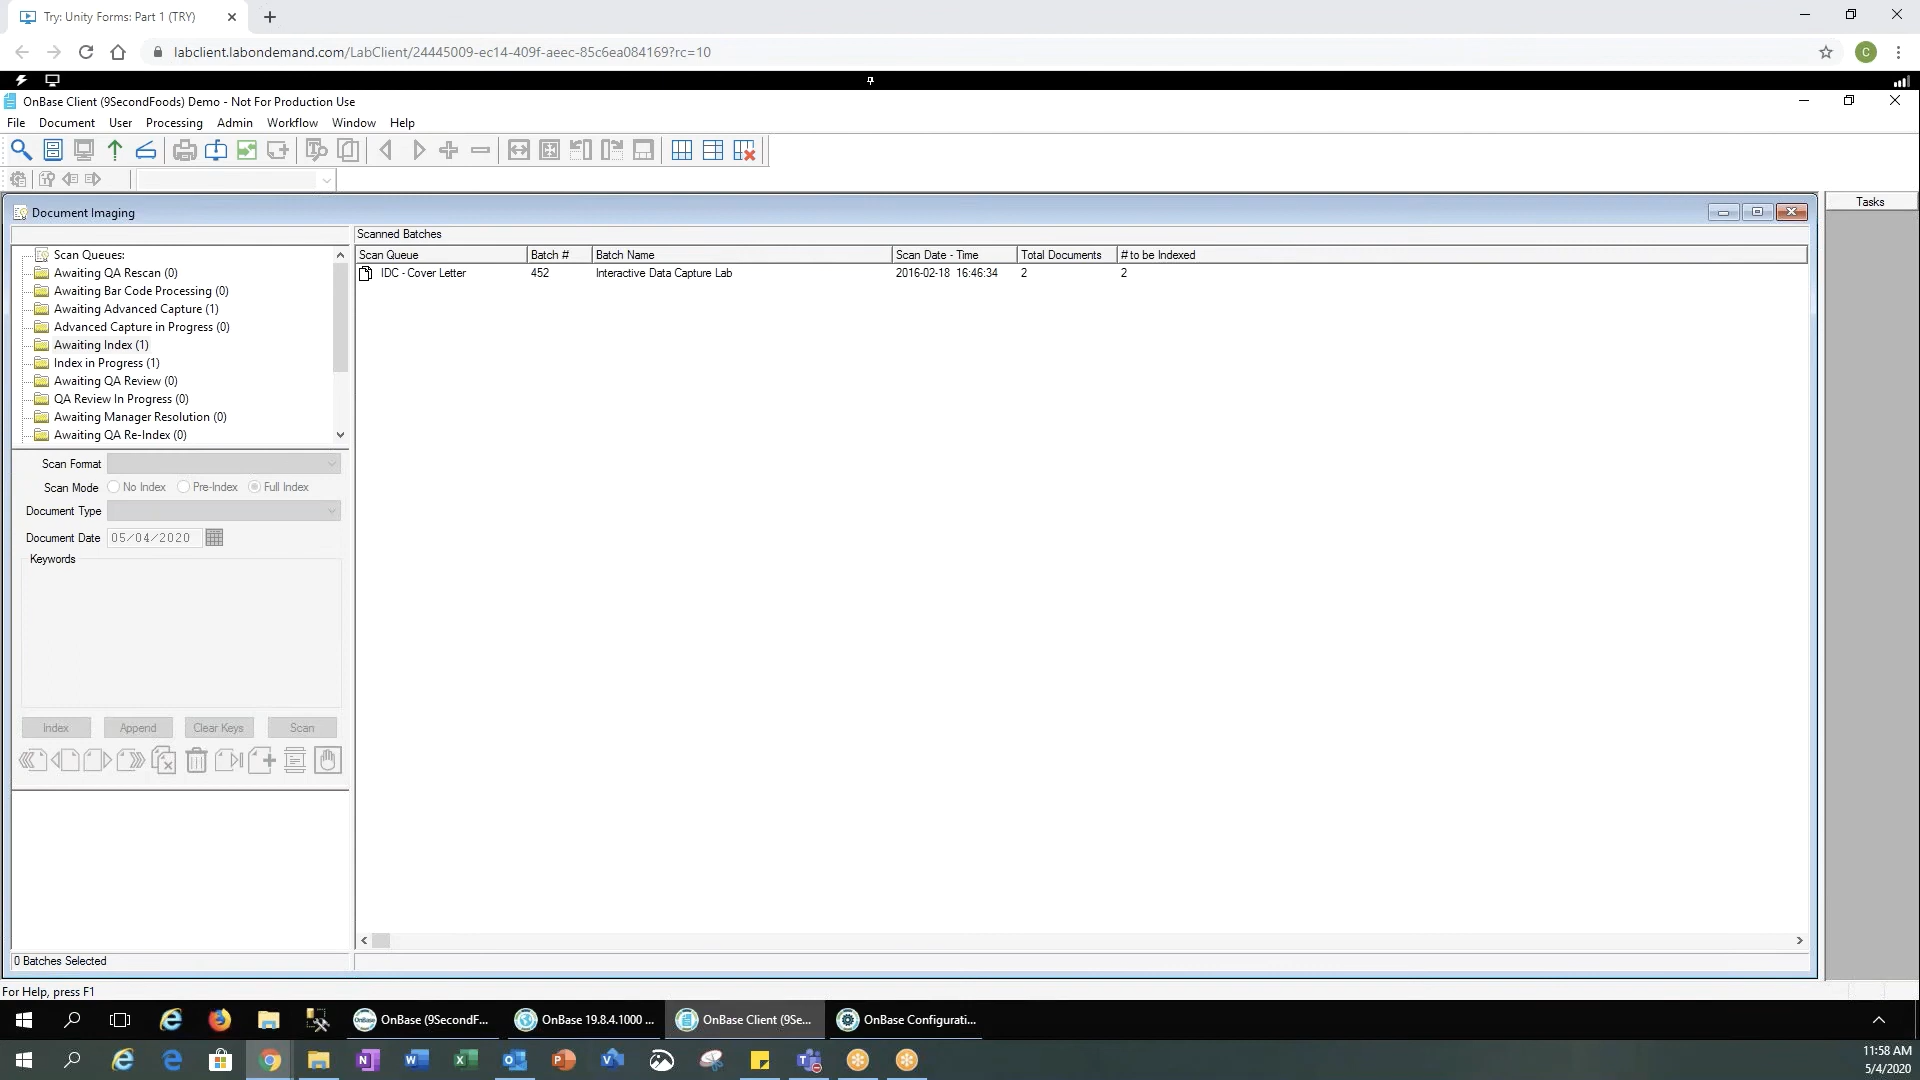 Try: Unity Forms: Part 1 (TRY)
labclient.labondemand.com/LabClient/24445009-ec14-409f-aeec-85c6ea084169?rc=10
C
OnBase Client (9SecondFoods) Demo - Not For Production Use
File Document User Processing Admin Workflow Window Help
Tasks
Document Imaging
Scanned Batches
Scan Queue Batch # Batch Name Scan Date - Time Total Documents # to be Indexed
IDC - Cover Letter 452 Interactive Data Capture Lab 2016-02-18 16:46:34 2 2
Scan Queues:
Awaiting QA Rescan (0)
Awaiting Bar Code Processing (0)
Awaiting Advanced Capture (1)
Advanced Capture in Progress (0)
Awaiting Index (1)
Index in Progress (1)
Awaiting QA Review (0)
QA Review In Progress (0)
Awaiting Manager Resolution (0)
Awaiting QA Re-Index (0)
Scan Format
Scan Mode No Index Pre-Index Full Index
Document Type
Document Date 05/04/2020
Keywords
Index Append Clear Keys Scan
0 Batches Selected
For Help, press F1
OnBase (9SecondF... OnBase 19.8.4.1000 ... OnBase Client (9Se... OnBase Configurati...
11:58 AM
5/4/2020